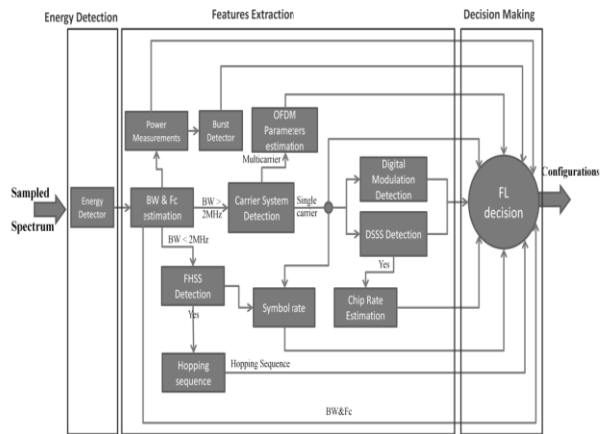 Energy Detection
Features Extraction
Decision Making
Power
Measurements
Burst
Detector
OFDM
Parameters
estimation
Multicarrier
Sampled
Spectrum
Energy
Detector
BW & Fc
estimation
BW >
2MHz
Carrier System
Detection
Single
carrier
Digital
Modulation
Detection
DSSS Detection
FL
decision
Configurations
BW < 2MHz
Yes
FHSS
Detection
Symbol rate
Chip Rate
Estimation
Yes
Hopping
sequence
Hopping Sequence
BW&Fc